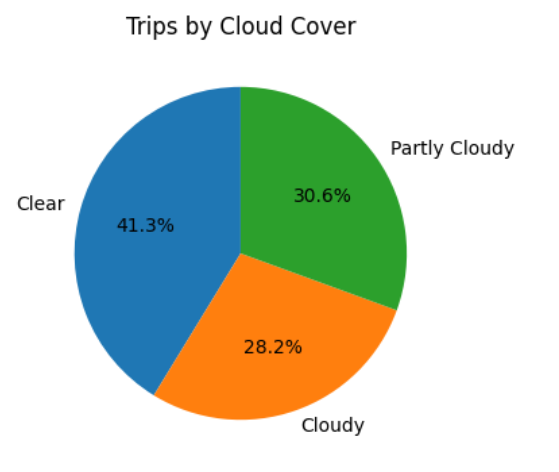 Trips by Cloud Cover
Partly Cloudy
30.6%
Clear
41.3%
28.2%
Cloudy